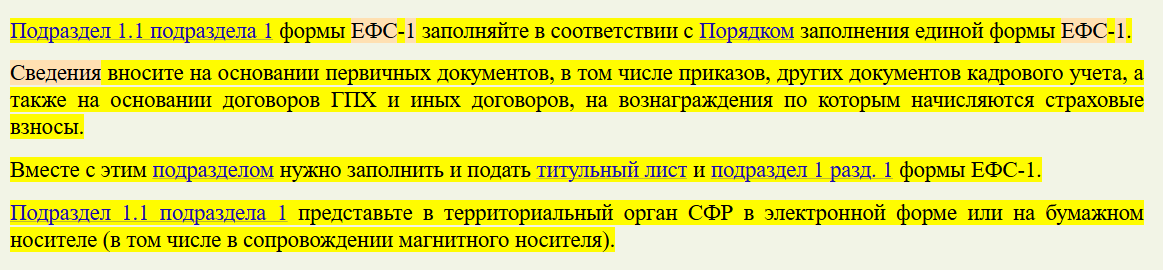 Подраздел 1.1 подраздела 1 формы ЕФС-1 заполняйте в соответствии с Порядком заполнения единой формы ЕФС-1.
Сведения вносите на основании первичных документов, в том числе приказов, других документов кадрового учета, а
также на основании договоров ГПХ и иных договоров, на вознаграждения по которым начисляются страховые
взносы.
Вместе с этим подразделом нужно заполнить и подать титульный лист и подраздел 1 разд. 1 формы ЕФС-1.
Подраздел 1.1 подраздела 1 представьте в территориальный орган СФР в электронной форме или на бумажном
носителе (в том числе в сопровождении магнитного носителя).